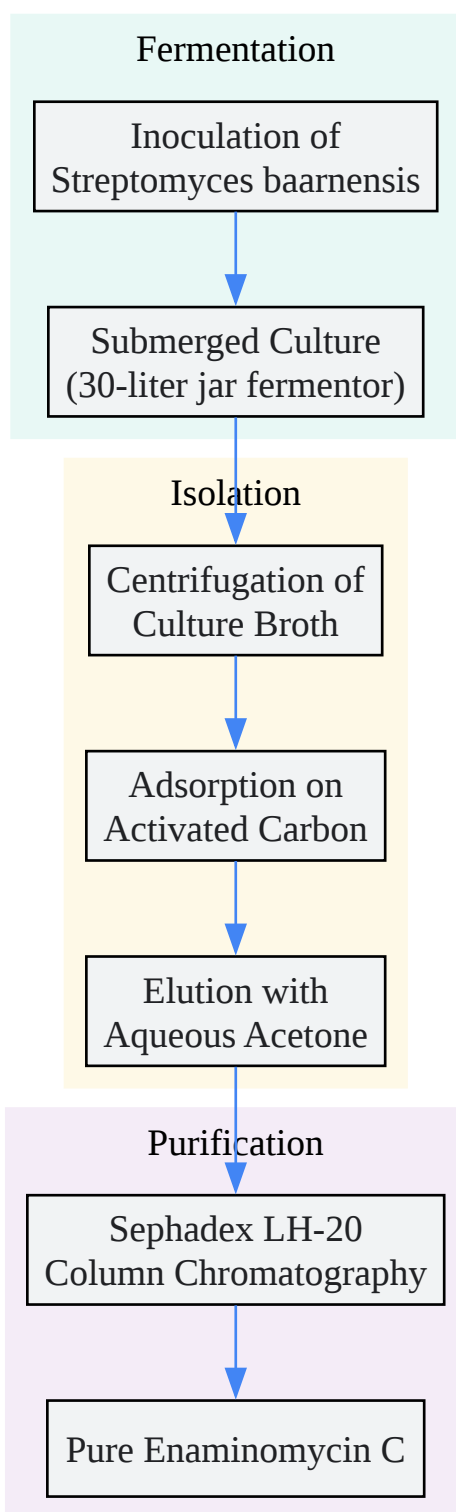 Fermentation
Inoculation of
Streptomyces baarnensis
Submerged Culture
(30-liter jar fermentor)
Isolation
Centrifugation of
Culture Broth
Adsorption on
Activated Carbon
Elution with
Aqueous Acetone
Purification
Sephadex LH-20
Column Chromatography
Pure Enaminomycin C